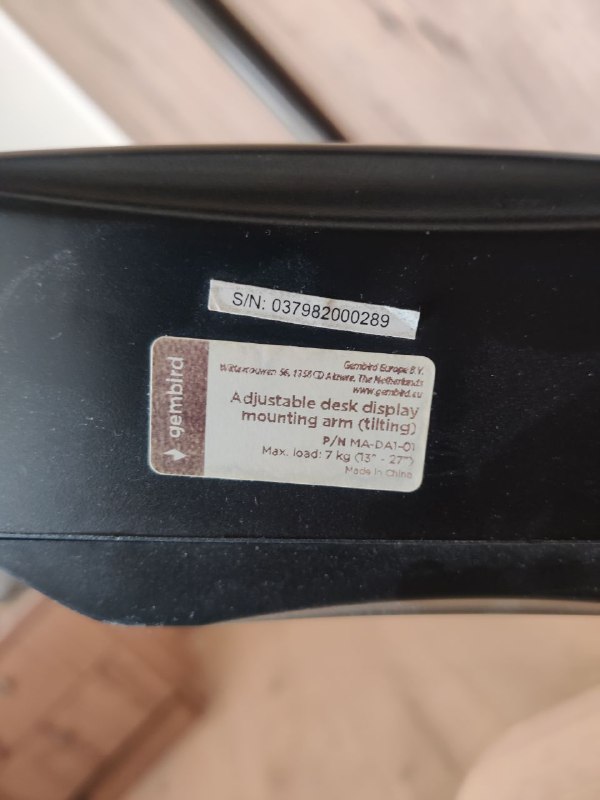 S/N: 037982000289
gembird
Gembird Europe B.V.
Wittevrouwen 56, 1358CD Almere, The Netherlands
www.gembird.eu
Adjustable desk display
mounting arm (tilting)
P/N MA-DA1-01
Max. load: 7 kg (13" - 27")
Made in China